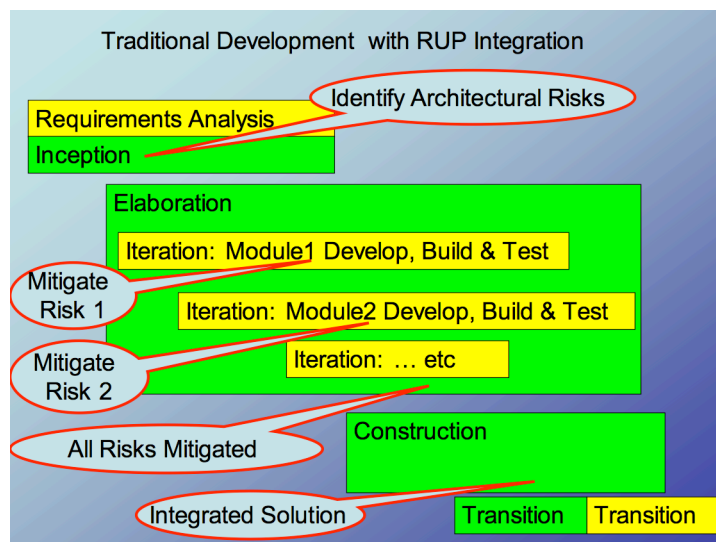 Traditional Development with RUP Integration
Identify Architectural Risks
Requirements Analysis
Inception
Elaboration
Iteration: Module1 Develop, Build & Test
Mitigate
Risk 1
Iteration: Module2 Develop, Build & Test
Mitigate
Risk 2
Iteration: ... etc
All Risks Mitigated
Construction
Integrated Solution
Transition
Transition